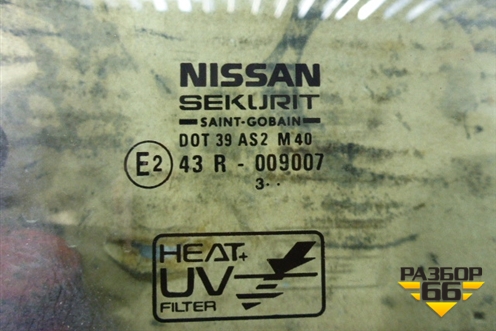 NISSAN
SEKURIT
SAINT-GOBAIN
DOT 39 AS2 M40
E2 43 R - 009007
3··
HEAT+
UV
FILTER
РАЗБОР
66